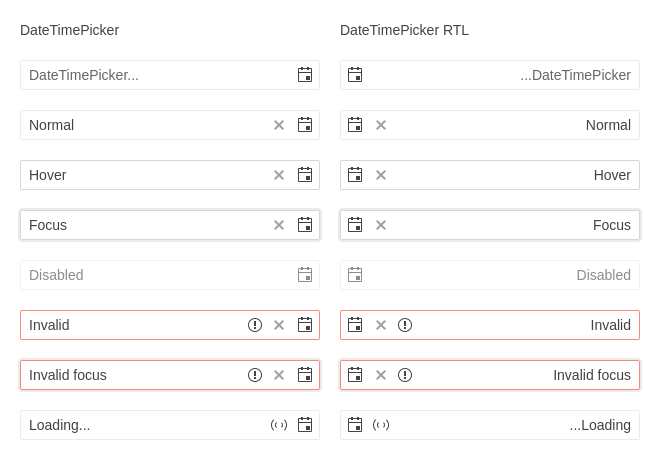 DateTimePicker
DateTimePicker...
Normal
Hover
Focus
Disabled
Invalid
Invalid focus
Loading...
DateTimePicker RTL
...DateTimePicker
Normal
Hover
Focus
Disabled
Invalid
Invalid focus
...Loading